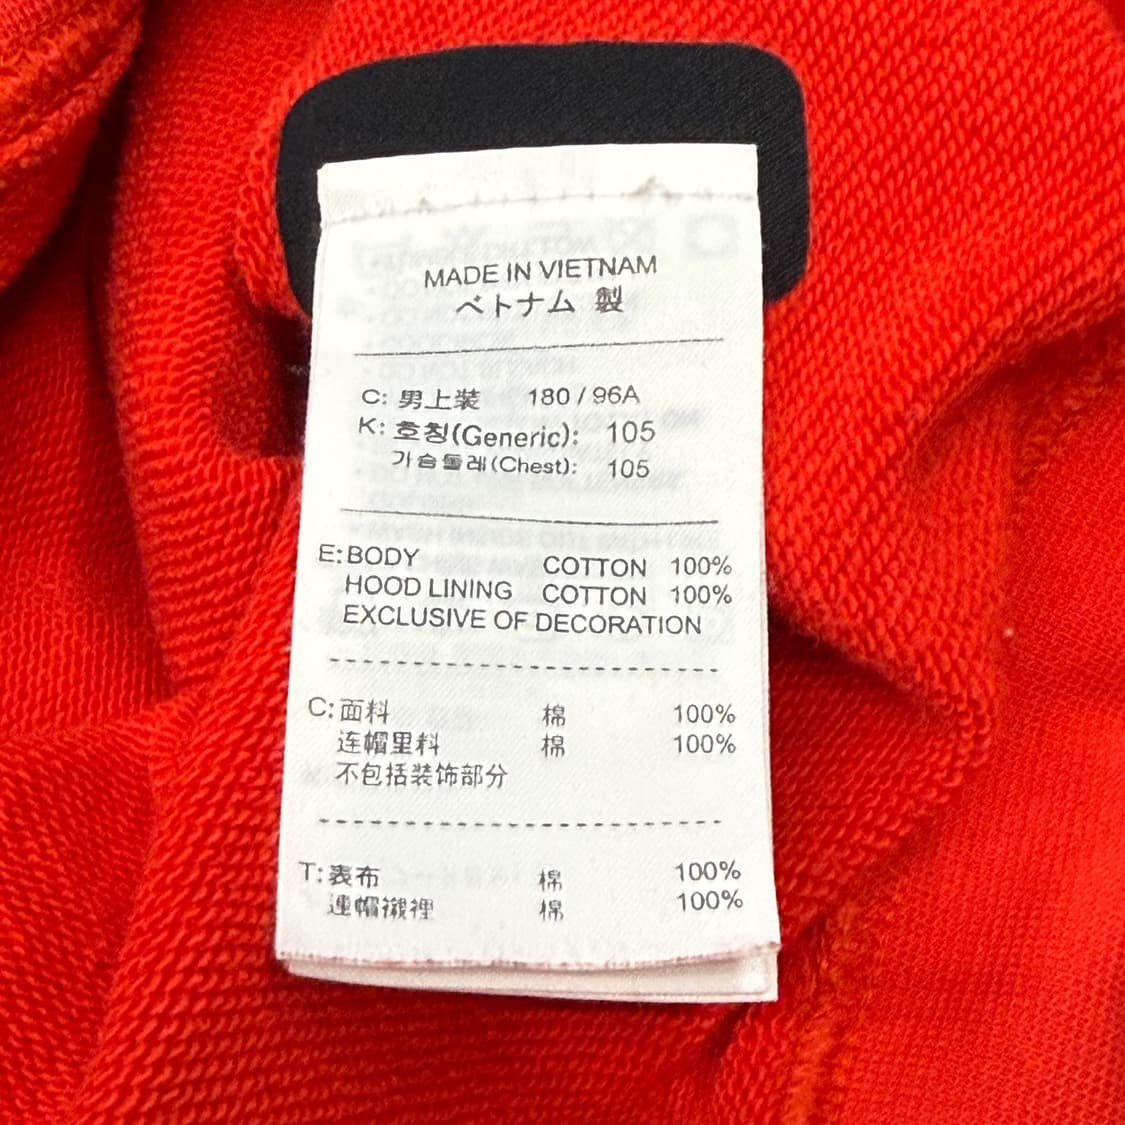 MADE IN VIETNAM
ベトナム 製
C: 男上装 180 / 96A
K: 호칭(Generic): 105
가슴둘레(Chest): 105
E: BODY COTTON 100%
HOOD LINING COTTON 100%
EXCLUSIVE OF DECORATION
C: 面料 棉 100%
连帽里料 棉 100%
不包括装饰部分
T: 表布 棉 100%
連帽襯裡 棉 100%